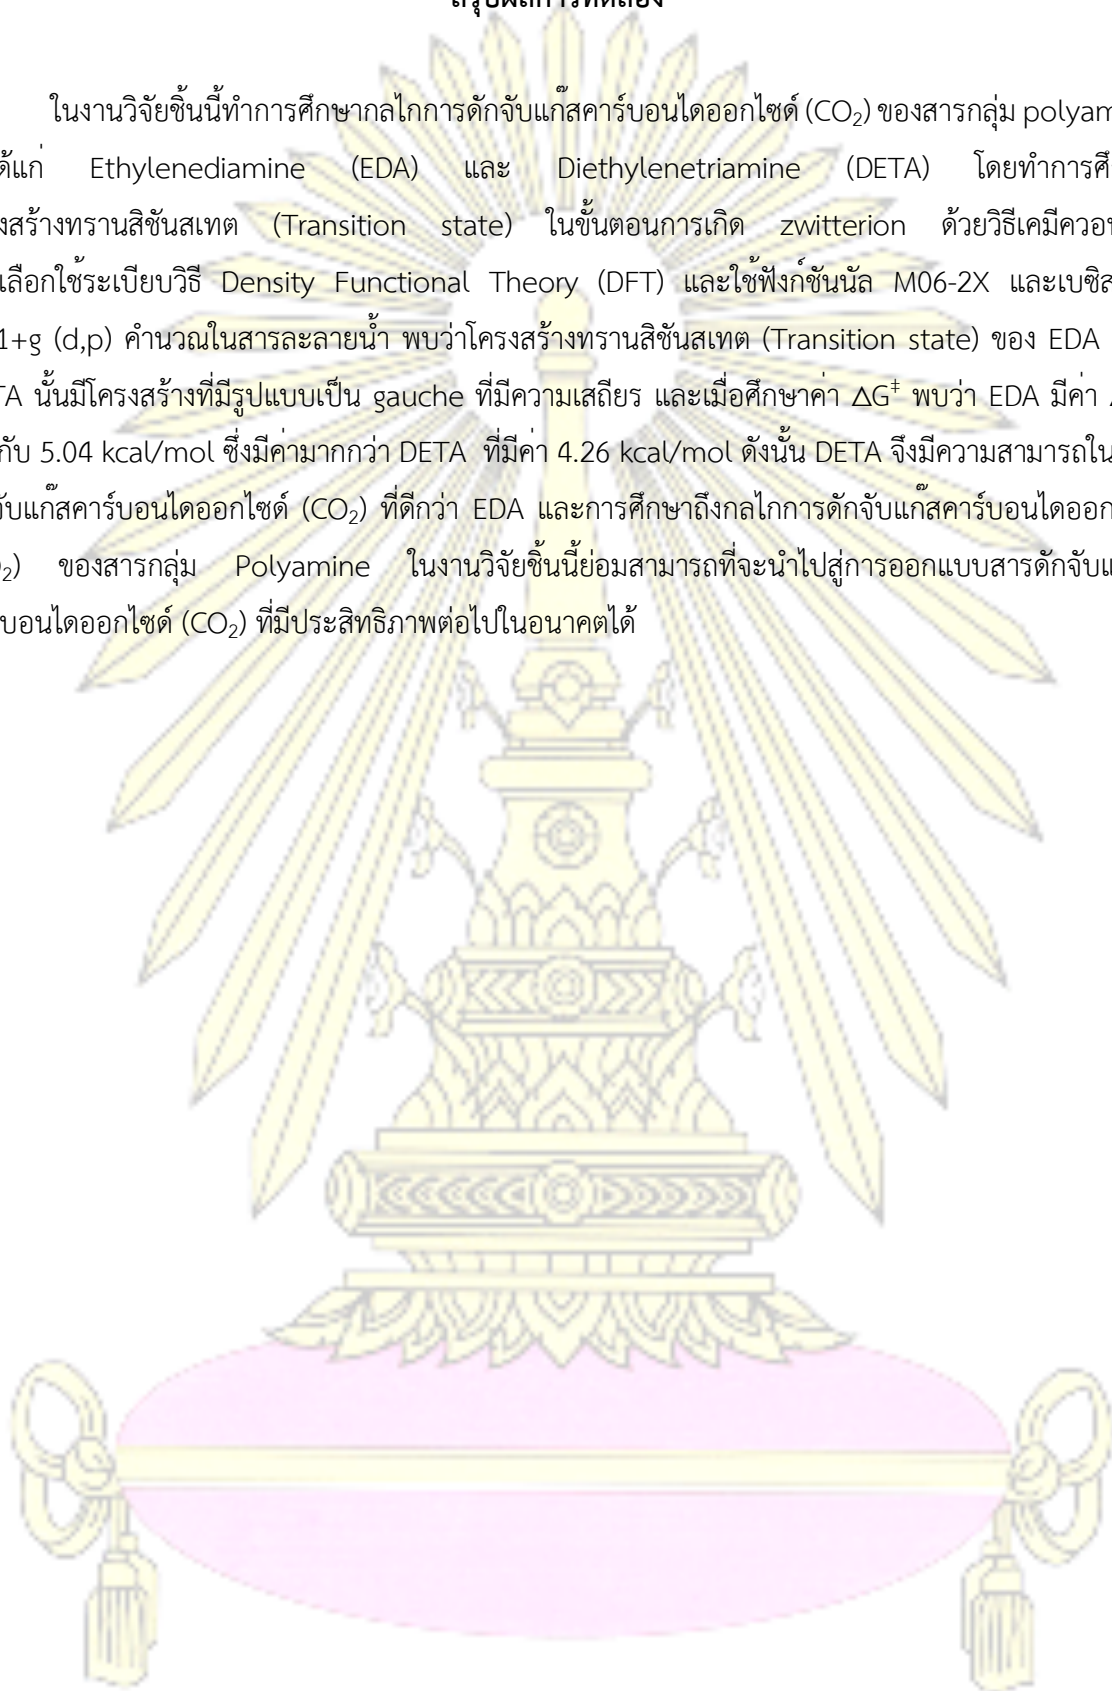 สรุปผลการทดลอง
ในงานวิจัยชิ้นนี้ทำการศึกษากลไกการดักจับแก๊สคาร์บอนไดออกไซด์ (CO₂) ของสารกลุ่ม polyam
ด้แก่ Ethylenediamine (EDA) และ Diethylenetriamine (DETA) โดยทำการศึ
งสร้างทรานสิชันสเทต (Transition state) ในขั้นตอนการเกิด zwitterion ด้วยวิธีเคมีควอน
เลือกใช้ระเบียบวิธี Density Functional Theory (DFT) และใช้ฟังก์ชันนัล M06-2X และเบซิส
1+g (d,p) คำนวณในสารละลายน้ำ พบว่าโครงสร้างทรานสิชันสเทต (Transition state) ของ EDA
TA นั้นมีโครงสร้างที่มีรูปแบบเป็น gauche ที่มีความเสถียร และเมื่อศึกษาค่า ΔG‡ พบว่า EDA มีค่า
กับ 5.04 kcal/mol ซึ่งมีค่ามากกว่า DETA ที่มีค่า 4.26 kcal/mol ดังนั้น DETA จึงมีความสามารถใน
จับแก๊สคาร์บอนไดออกไซด์ (CO₂) ที่ดีกว่า EDA และการศึกษาถึงกลไกการดักจับแก๊สคาร์บอนไดออก
O₂) ของสารกลุ่ม Polyamine ในงานวิจัยชิ้นนี้ย่อมสามารถที่จะนำไปสู่การออกแบบสารดักจับแ
บอนไดออกไซด์ (CO₂) ที่มีประสิทธิภาพต่อไปในอนาคตได้